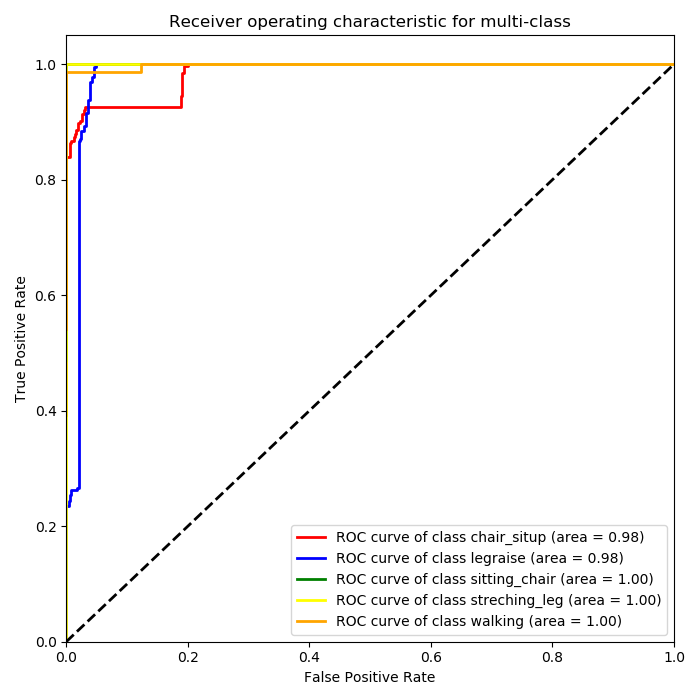 Receiver operating characteristic for multi-class
True Positive Rate
1.0
0.8
0.6
0.4
0.2
0.0
ROC curve of class chair_situp (area = 0.98)
ROC curve of class legraise (area = 0.98)
ROC curve of class sitting_chair (area = 1.00)
ROC curve of class streching_leg (area = 1.00)
ROC curve of class walking (area = 1.00)
0.0 0.2 0.4 0.6 0.8 1.0
False Positive Rate